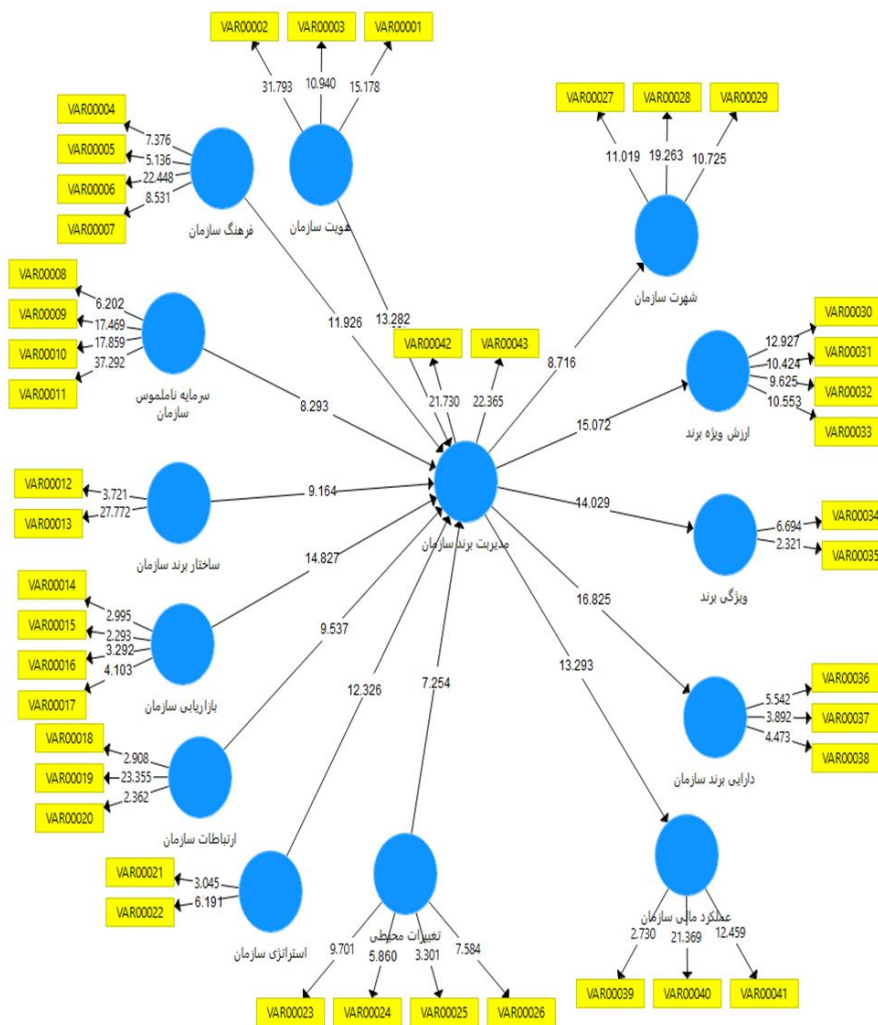 VAR00002
VAR00003
VAR00001
31.793
10.940
15.178
هویت سازمان
VAR00004
VAR00005
VAR00006
VAR00007
7.376
5.136
22.448
8.531
فرهنگ سازمان
VAR00027
VAR00028
VAR00029
11.019
19.263
10.725
شهرت سازمان
VAR00008
VAR00009
VAR00010
VAR00011
6.202
17.469
17.859
37.292
سرمایه ناملموس
سازمان
11.926
13.282
VAR00042
VAR00043
21.730
22.365
8.716
VAR00030
VAR00031
VAR00032
VAR00033
12.927
10.424
9.625
10.553
ارزش ویژه برند
8.293
15.072
VAR00012
VAR00013
3.721
27.772
ساختار برند سازمان
9.164
مدیریت برند سازمان
14.029
VAR00034
VAR00035
6.694
2.321
ویژگی برند
VAR00014
VAR00015
VAR00016
VAR00017
2.995
2.293
3.292
4.103
بازاریابی سازمان
14.827
9.537
12.326
7.254
13.293
16.825
VAR00036
VAR00037
VAR00038
5.542
3.892
4.473
دارایی برند سازمان
VAR00018
VAR00019
VAR00020
2.908
23.355
2.362
ارتباطات سازمان
VAR00021
VAR00022
3.045
6.191
استراتژی سازمان
تغییرات محیطی
9.701
5.860
3.301
7.584
VAR00023
VAR00024
VAR00025
VAR00026
عملکرد مالی سازمان
2.730
21.369
12.459
VAR00039
VAR00040
VAR00041